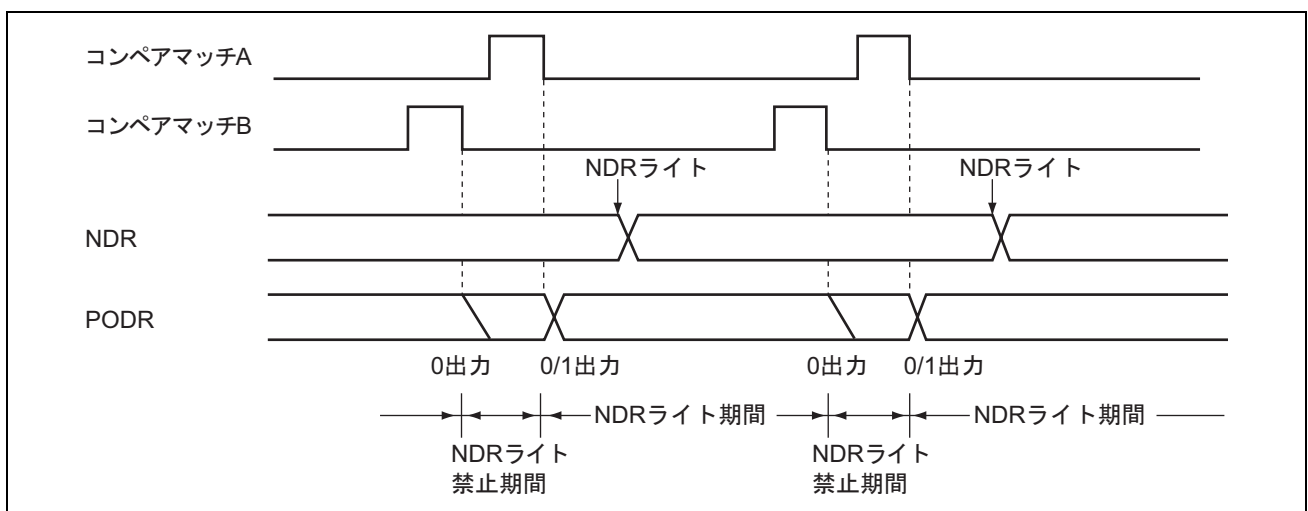 コンペアマッチA
コンペアマッチB
NDRライト
NDRライト
NDR
PODR
0出力
0/1出力
0出力
0/1出力
NDRライト期間
NDRライト期間
NDRライト
禁止期間
NDRライト
禁止期間